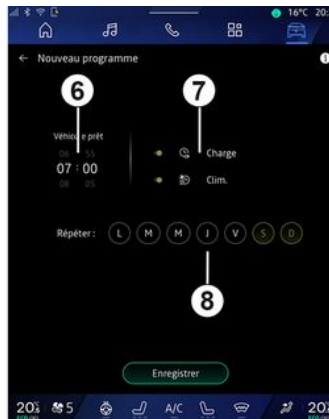 16°C 20:
← Nouveau programme
6
7
Véhicule prêt
06 55
07 : 00
08 05
Charge
Clim.
Répéter : L M M J V S D
8
Enregistrer
20,5 5 A/C 20,